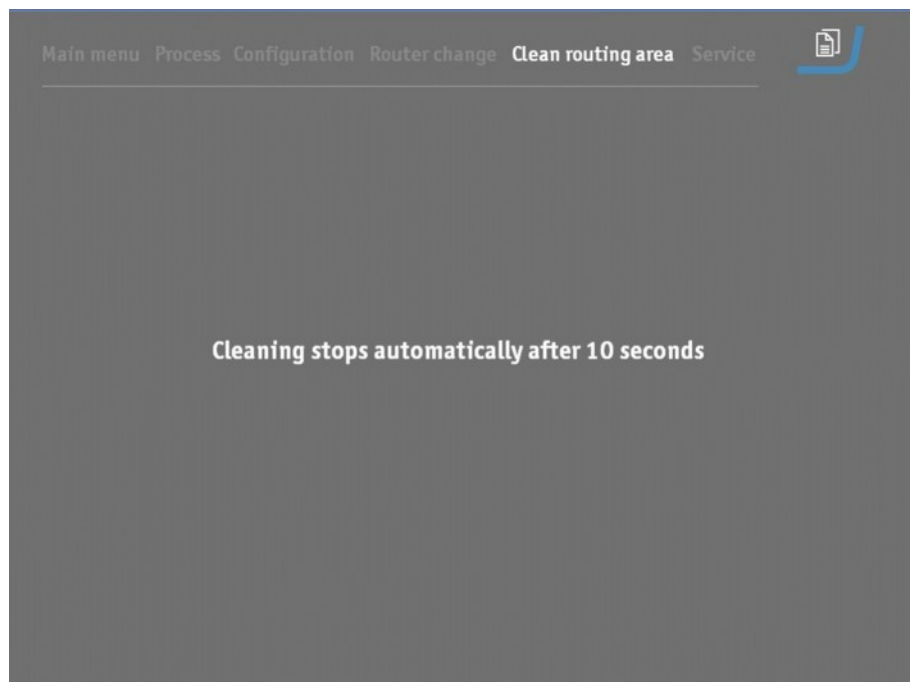 Main menu Process Configuration Router change Clean routing area Service
Cleaning stops automatically after 10 seconds